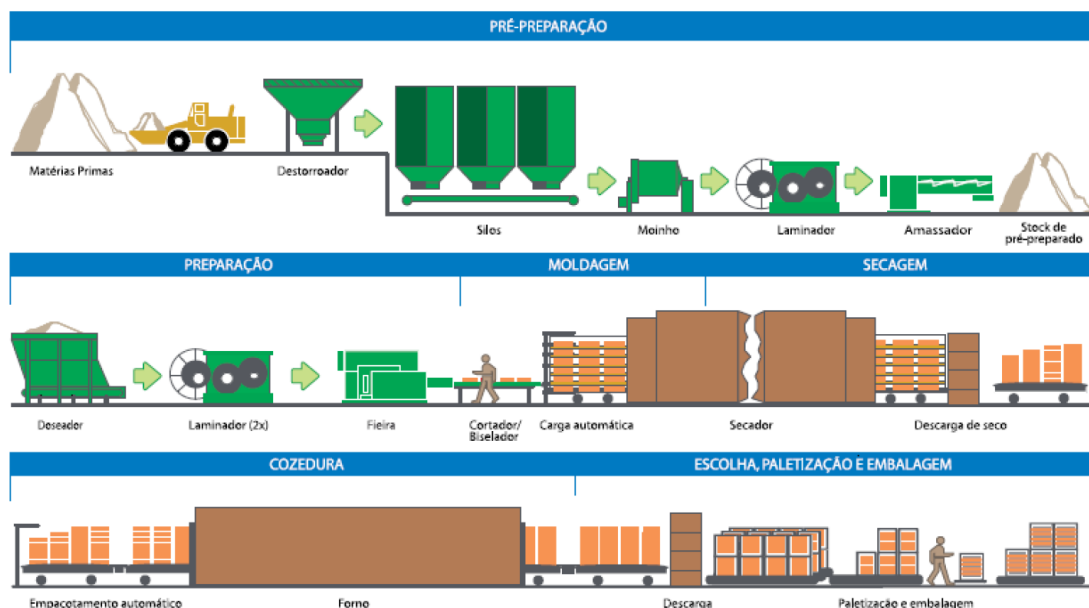 PRÉ-PREPARAÇÃO
Matérias Primas
Destorroador
Silos
Moinho
Laminador
Amassador
Stock de
pré-preparado
PREPARAÇÃO
MOLDAGEM
SECAGEM
Doseador
Laminador (2x)
Fieira
Cortador/
Biselador
Carga automática
Secador
Descarga de seco
COZEDURA
ESCOLHA, PALETIZAÇÃO E EMBALAGEM
Empacotamento automático
Forno
Descarga
Paletização e embalagem